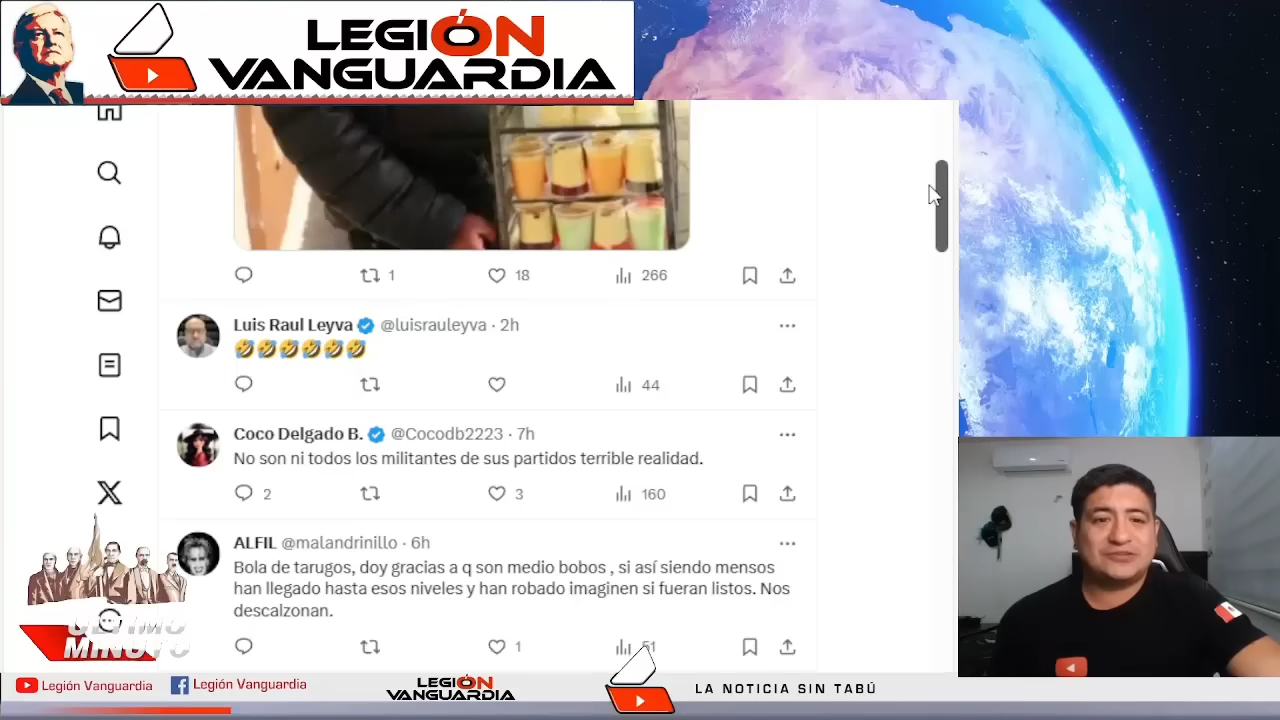 LEGIÓN
VANGUARDIA
1
18
266
Luis Raul Leyva @luisrauleyva · 2h
🤣🤣🤣🤣🤣🤣
44
Coco Delgado B. @Cocodb2223 · 7h
No son ni todos los militantes de sus partidos terrible realidad.
2
3
160
ALFIL @malandrinillo · 6h
Bola de tarugos, doy gracias a q son medio bobos , si así siendo mensos
han llegado hasta esos niveles y han robado imaginen si fueran listos. Nos
descalzonan.
1
51
ÚLTIMO
MINUTO
Legión Vanguardia
Legión Vanguardia
LEGIÓN
VANGUARDIA
LA NOTICIA SIN TABÚ